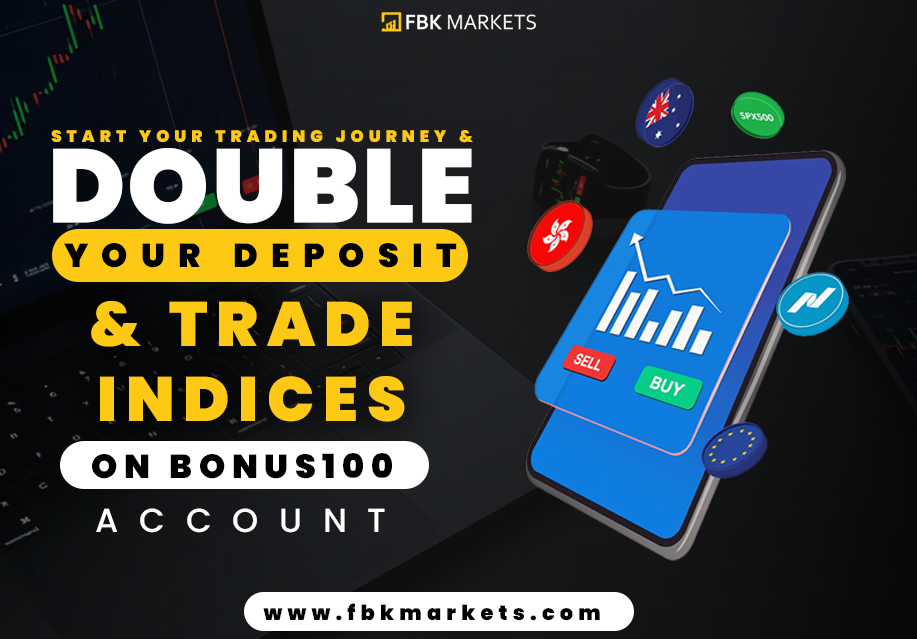 FBK MARKETS
START YOUR TRADING JOURNEY &
DOUBLE
YOUR DEPOSIT
& TRADE
INDICES
ON BONUS100
ACCOUNT
SPX500
SELL
BUY
www.fbkmarkets.com